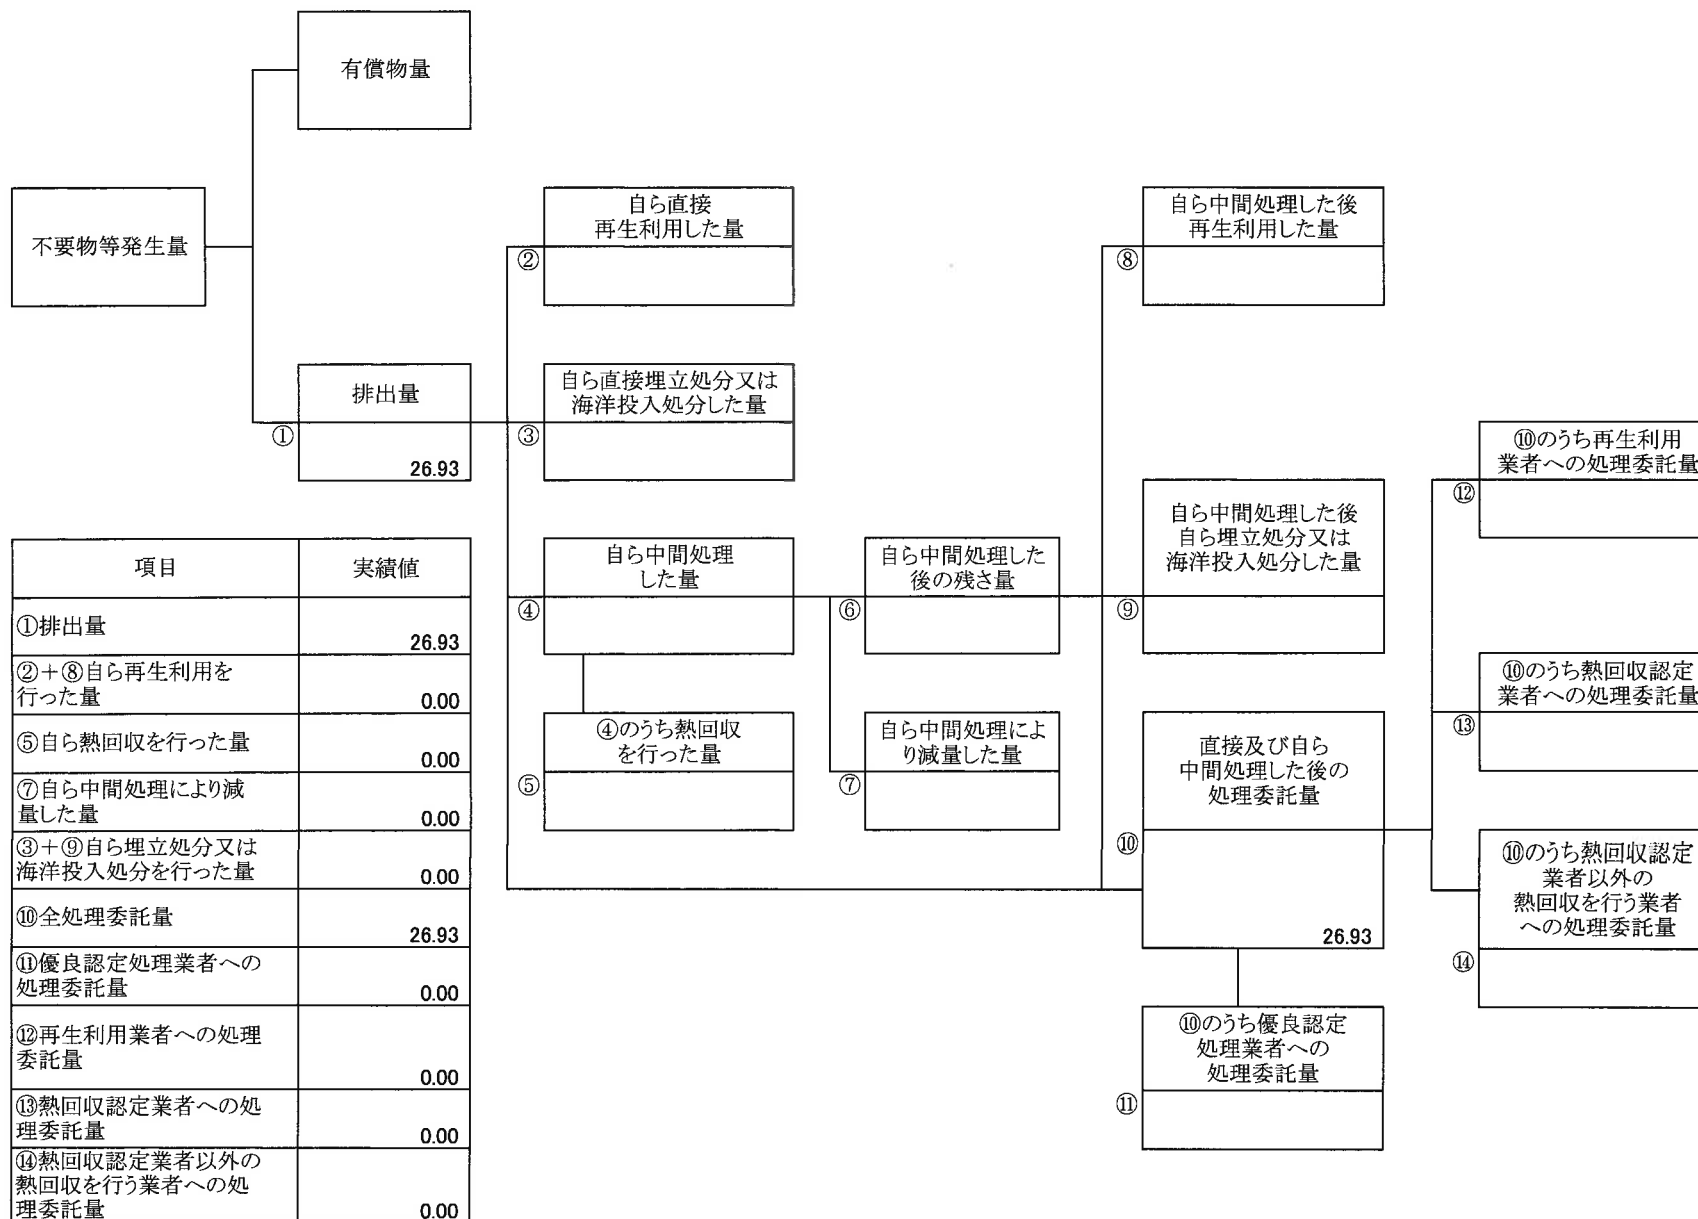 有償物量
不要物等発生量
排出量
①
26.93
自ら直接
再生利用した量
②
自ら直接埋立処分又は
海洋投入処分した量
③
自ら中間処理
した量
④
④のうち熱回収
を行った量
⑤
自ら中間処理した
後の残さ量
⑥
自ら中間処理によ
り減量した量
⑦
自ら中間処理した後
再生利用した量
⑧
自ら中間処理した後
自ら埋立処分又は
海洋投入処分した量
⑨
直接及び自ら
中間処理した後の
処理委託量
⑩
26.93
⑩のうち優良認定
処理業者への
処理委託量
⑪
⑩のうち再生利用
業者への処理委託量
⑫
⑩のうち熱回収認定
業者への処理委託量
⑬
⑩のうち熱回収認定
業者以外の
熱回収を行う業者
への処理委託量
⑭
項目 実績値
①排出量
26.93
②+⑧自ら再生利用を
行った量
0.00
⑤自ら熱回収を行った量
0.00
⑦自ら中間処理により減
量した量
0.00
③+⑨自ら埋立処分又は
海洋投入処分を行った量
0.00
⑩全処理委託量
26.93
⑪優良認定処理業者への
処理委託量
0.00
⑫再生利用業者への処理
委託量
0.00
⑬熱回収認定業者への処
理委託量
0.00
⑭熱回収認定業者以外の
熱回収を行う業者への処
理委託量
0.00